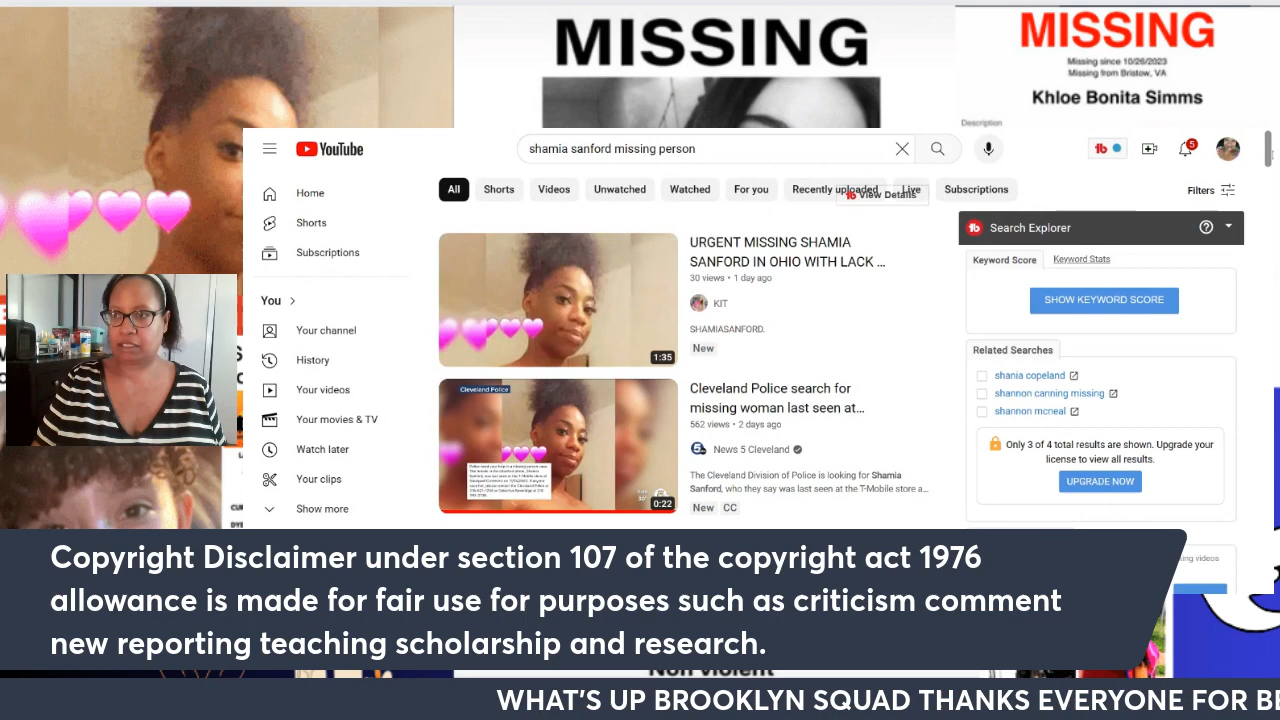 MISSING
MISSING
Missing since 10/26/2023
Missing from Bristow, VA
Khloe Bonita Simms
Description
YouTube
shamia sanford missing person
5
Home
Shorts
Subscriptions
You
Your channel
History
Your videos
Your movies & TV
Watch later
Your clips
Show more
All
Shorts
Videos
Unwatched
Watched
For you
Recently uploaded
Live
Subscriptions
View Details
Filters
URGENT MISSING SHAMIA
SANFORD IN OHIO WITH LACK ...
30 views • 1 day ago
KIT
SHAMIASANFORD.
New
1:35
Cleveland Police
0:22
Cleveland Police search for
missing woman last seen at...
562 views • 2 days ago
News 5 Cleveland
The Cleveland Division of Police is looking for Shamia
Sanford, who they say was last seen at the T-Mobile store a...
New CC
Search Explorer
Keyword Score
Keyword Stats
SHOW KEYWORD SCORE
Related Searches
shania copeland
shannon canning missing
shannon mcneal
Only 3 of 4 total results are shown. Upgrade your
license to view all results.
UPGRADE NOW
videos
Copyright Disclaimer under section 107 of the copyright act 1976
allowance is made for fair use for purposes such as criticism comment
new reporting teaching scholarship and research.
Non violent
WHAT'S UP BROOKLYN SQUAD THANKS EVERYONE FOR BE